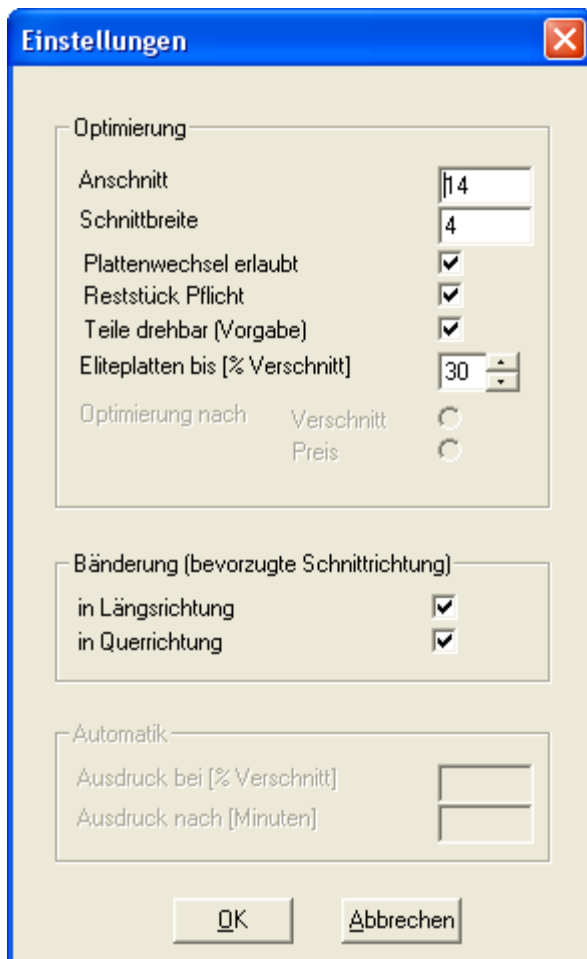 Einstellungen
Optimierung
Anschnitt 14
Schnittbreite 4
Plattenwechsel erlaubt
Reststück Pflicht
Teile drehbar (Vorgabe)
Eliteplatten bis [% Verschnitt] 30
Optimierung nach Verschnitt
Preis
Bänderung (bevorzugte Schnittrichtung)
in Längsrichtung
in Querrichtung
Automatik
Ausdruck bei [% Verschnitt]
Ausdruck nach [Minuten]
OK Abbrechen